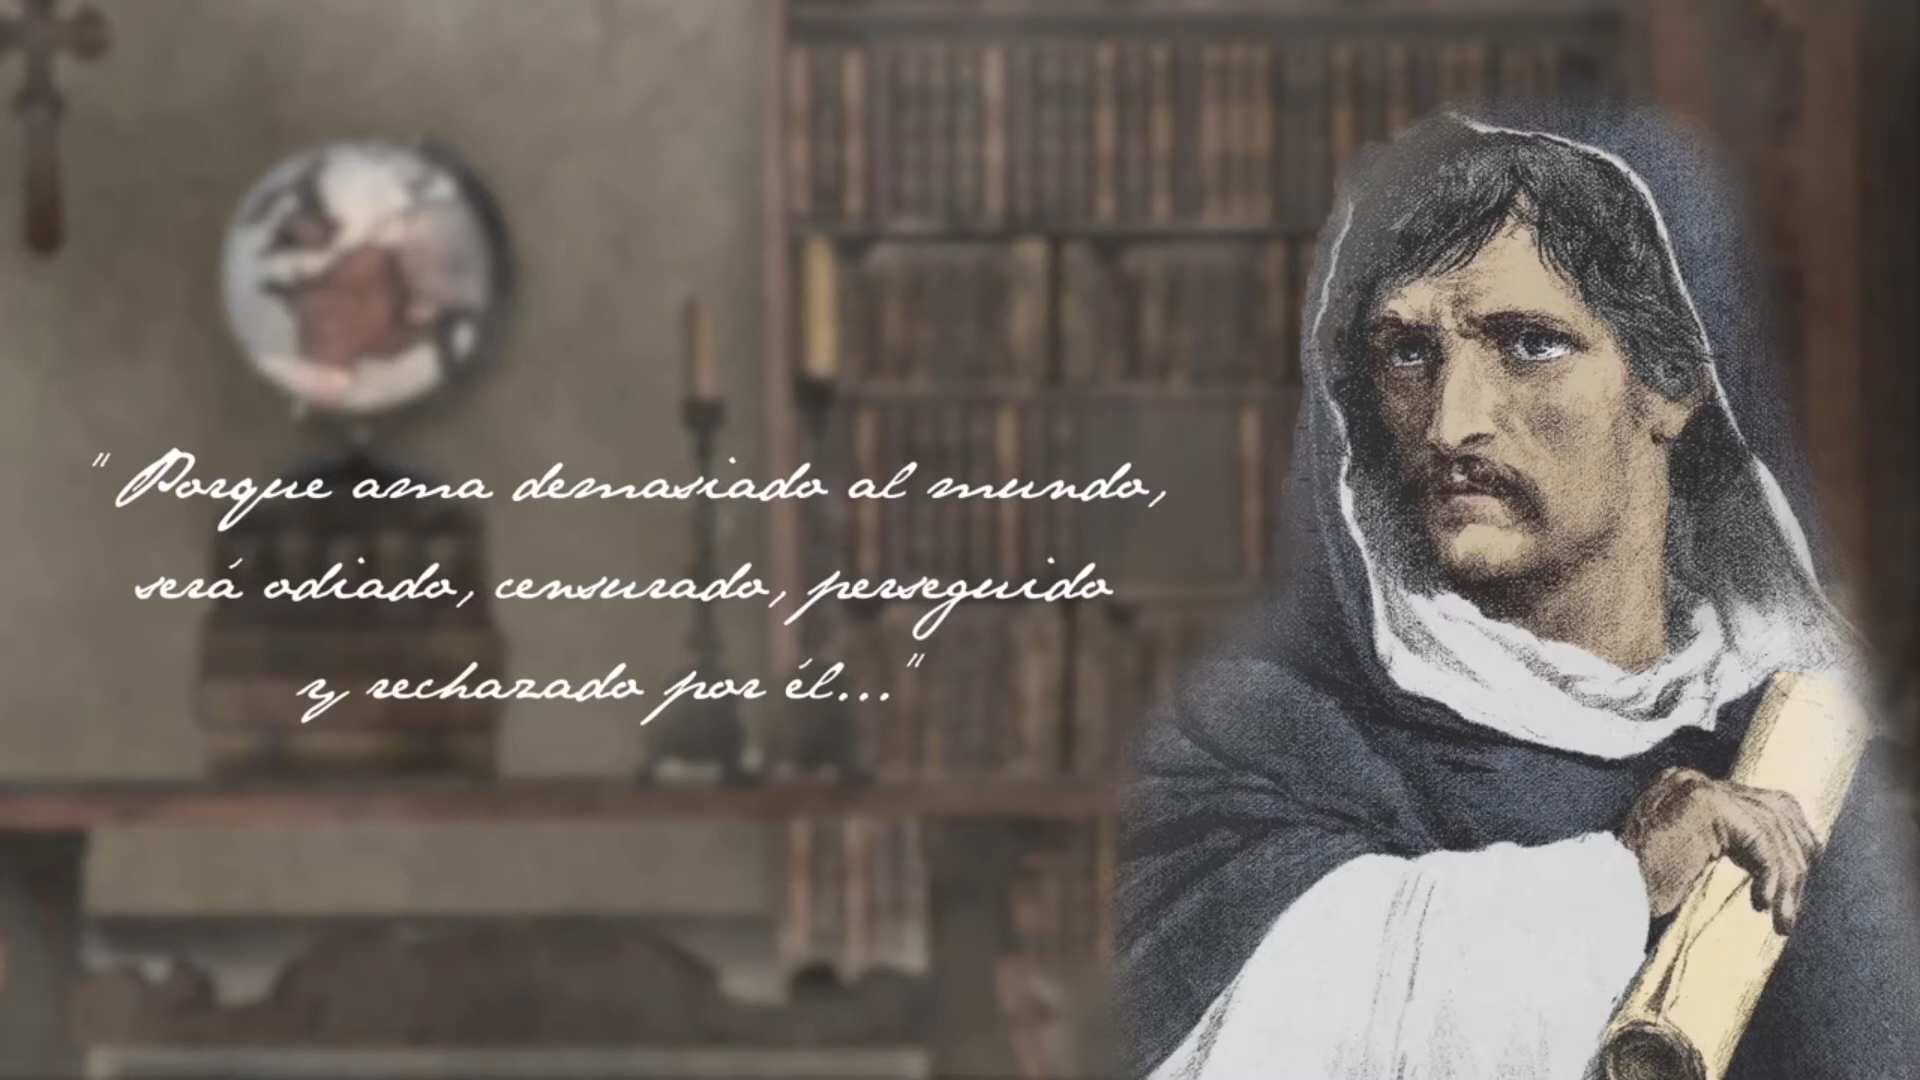 "Porque ama demasiado al mundo,
será odiado, censurado, perseguido
y rechazado por él..."